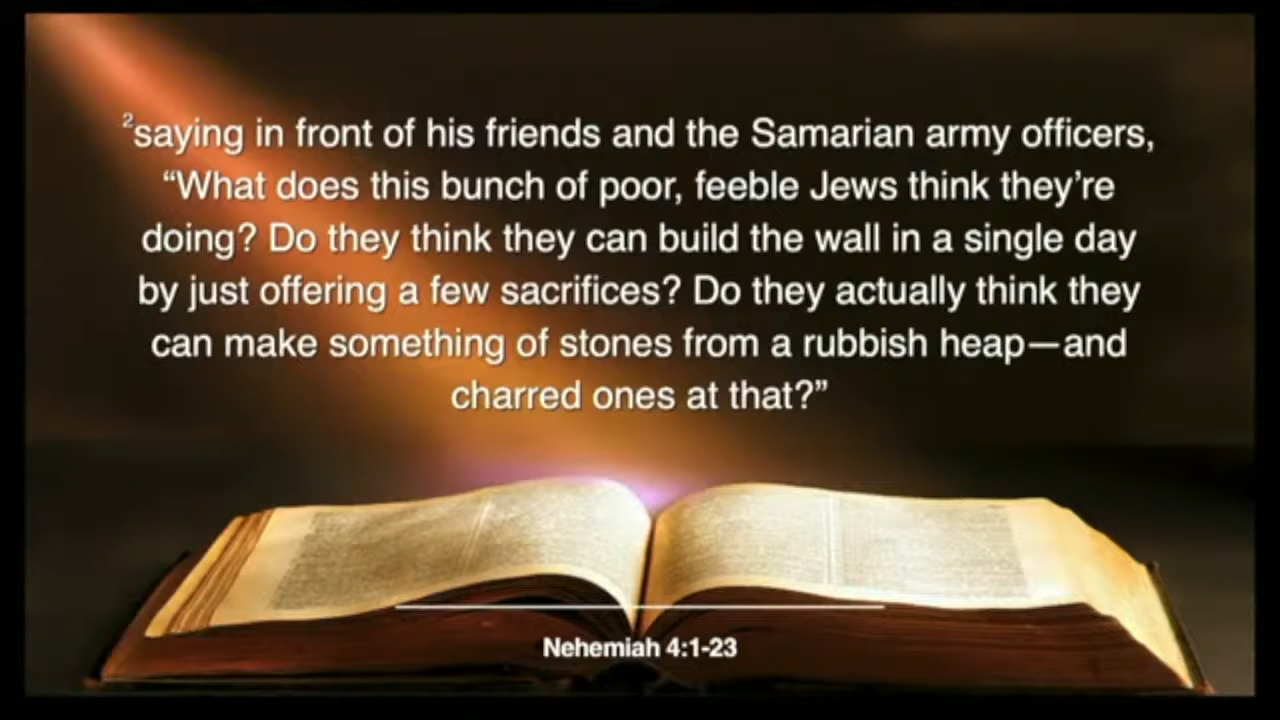 ²saying in front of his friends and the Samarian army officers,
“What does this bunch of poor, feeble Jews think they’re
doing? Do they think they can build the wall in a single day
by just offering a few sacrifices? Do they actually think they
can make something of stones from a rubbish heap—and
charred ones at that?”
Nehemiah 4:1-23